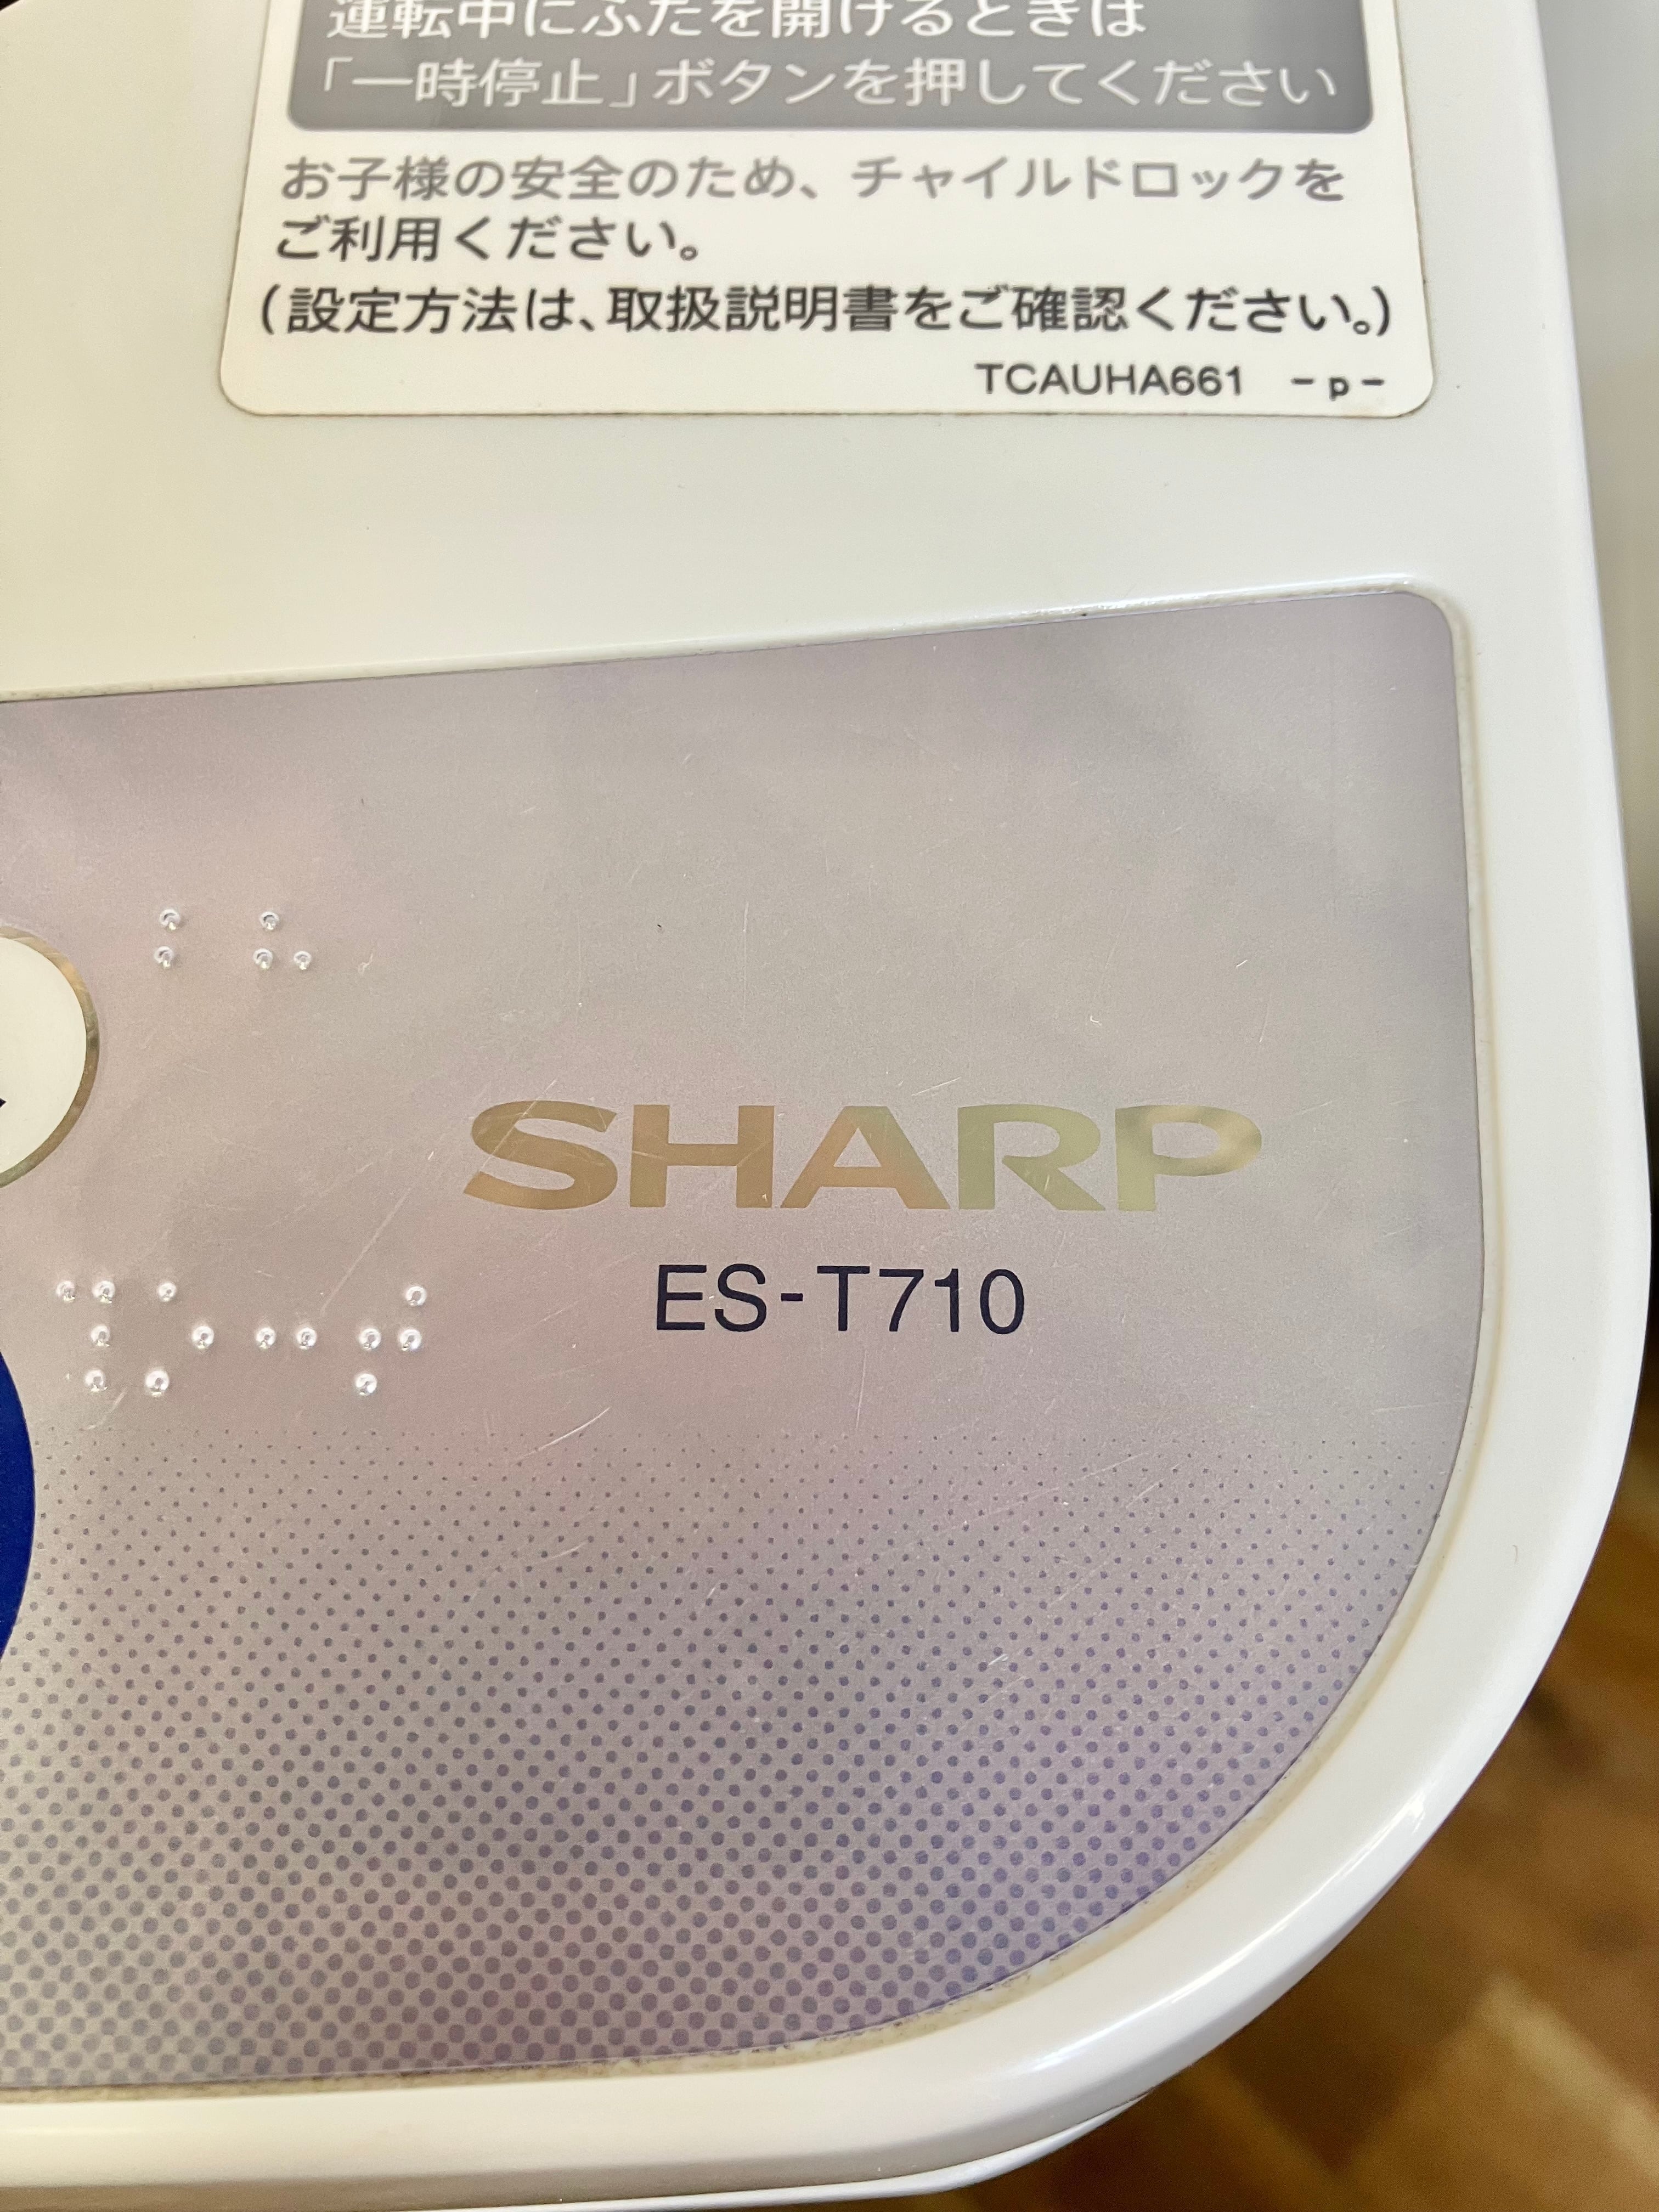 運転中にふたを開けるときは
「一時停止」ボタンを押してください
お子様の安全のため、チャイルドロックを
ご利用ください。
(設定方法は、取扱説明書をご確認ください。)
TCAUHA661 -p-
SHARP
ES-T710